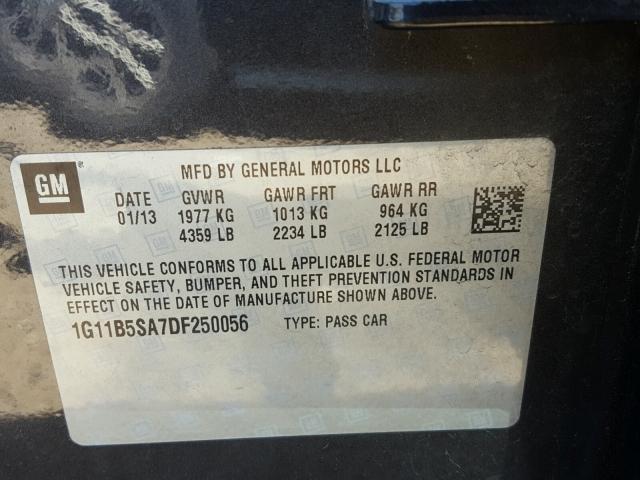 GM®
MFD BY GENERAL MOTORS LLC
DATE GVWR GAWR FRT GAWR RR
01/13 1977 KG 1013 KG 964 KG
4359 LB 2234 LB 2125 LB
THIS VEHICLE CONFORMS TO ALL APPLICABLE U.S. FEDERAL MOTOR
VEHICLE SAFETY, BUMPER, AND THEFT PREVENTION STANDARDS IN
EFFECT ON THE DATE OF MANUFACTURE SHOWN ABOVE.
1G11B5SA7DF250056 TYPE: PASS CAR